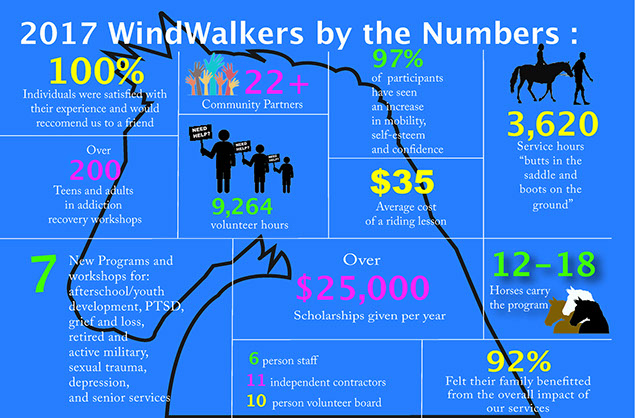 2017 WindWalkers by the Numbers :
100%
Individuals were satisfied with
their experience and would
reccomend us to a friend
22+
Community Partners
97%
of participants
have seen
an increase
in mobility,
self-esteem
and confidence
3,620
Service hours
"butts in the
saddle and
boots on the
ground"
Over
200
Teens and adults
in addiction
recovery workshops
NEED
HELP?
NEED
HELP?
NEED
HELP?
9,264
volunteer hours
$35
Average cost
of a riding lesson
7
New Programs and
workshops for:
afterschool/youth
development, PTSD,
grief and loss,
retired and
active military,
sexual trauma,
depression,
and senior services
Over
$25,000
Scholarships given per year
12-18
Horses carry
the program
6 person staff
11 independent contractors
10 person volunteer board
92%
Felt their family benefitted
from the overall impact of
our services